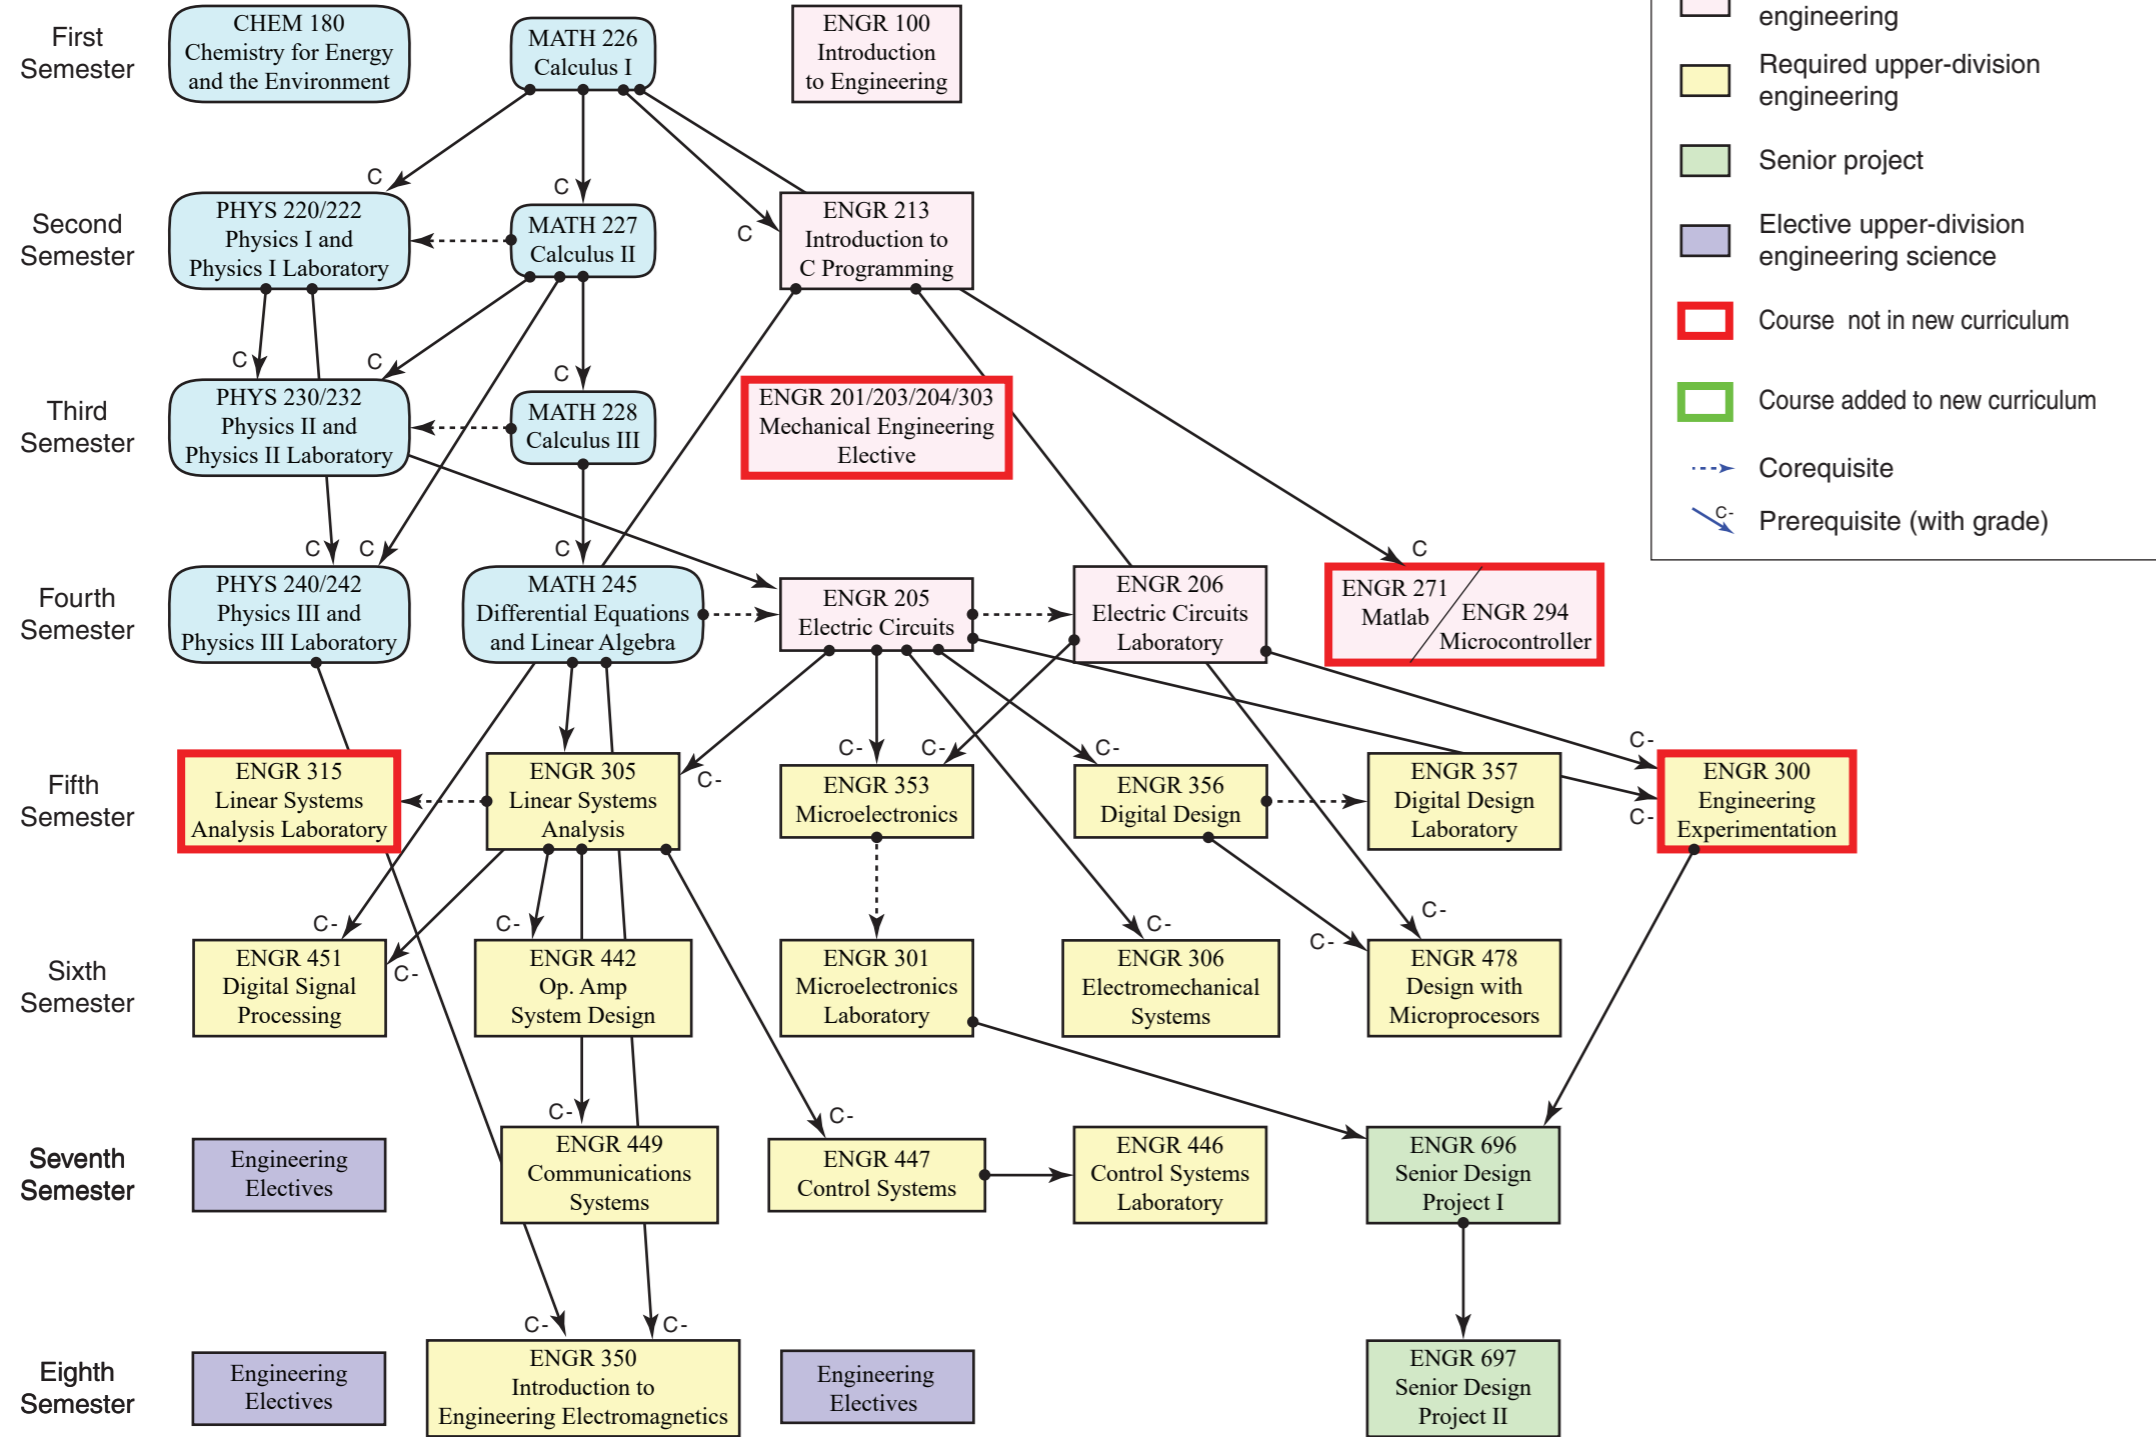 First
Semester
CHEM 180
Chemistry for Energy
and the Environment
MATH 226
Calculus I
ENGR 100
Introduction
to Engineering
C
C
C
Second
Semester
PHYS 220/222
Physics I and
Physics I Laboratory
MATH 227
Calculus II
ENGR 213
Introduction to
C Programming
C
C
C
Third
Semester
PHYS 230/232
Physics II and
Physics II Laboratory
MATH 228
Calculus III
ENGR 201/203/204/303
Mechanical Engineering
Elective
C
C
C
C
Fourth
Semester
PHYS 240/242
Physics III and
Physics III Laboratory
MATH 245
Differential Equations
and Linear Algebra
ENGR 205
Electric Circuits
ENGR 206
Electric Circuits
Laboratory
ENGR 271
Matlab
ENGR 294
Microcontroller
C-
C-
C-
C-
C-
C-
Fifth
Semester
ENGR 315
Linear Systems
Analysis Laboratory
ENGR 305
Linear Systems
Analysis
ENGR 353
Microelectronics
ENGR 356
Digital Design
ENGR 357
Digital Design
Laboratory
ENGR 300
Engineering
Experimentation
C-
C-
C-
C-
C-
C-
Sixth
Semester
ENGR 451
Digital Signal
Processing
ENGR 442
Op. Amp
System Design
ENGR 301
Microelectronics
Laboratory
ENGR 306
Electromechanical
Systems
ENGR 478
Design with
Microprocesors
C-
C-
Seventh
Semester
Engineering
Electives
ENGR 449
Communications
Systems
ENGR 447
Control Systems
ENGR 446
Control Systems
Laboratory
ENGR 696
Senior Design
Project I
C-
C-
Eighth
Semester
Engineering
Electives
ENGR 350
Introduction to
Engineering Electromagnetics
Engineering
Electives
ENGR 697
Senior Design
Project II
engineering
Required upper-division
engineering
Senior project
Elective upper-division
engineering science
Course not in new curriculum
Course added to new curriculum
Corequisite
C-
Prerequisite (with grade)